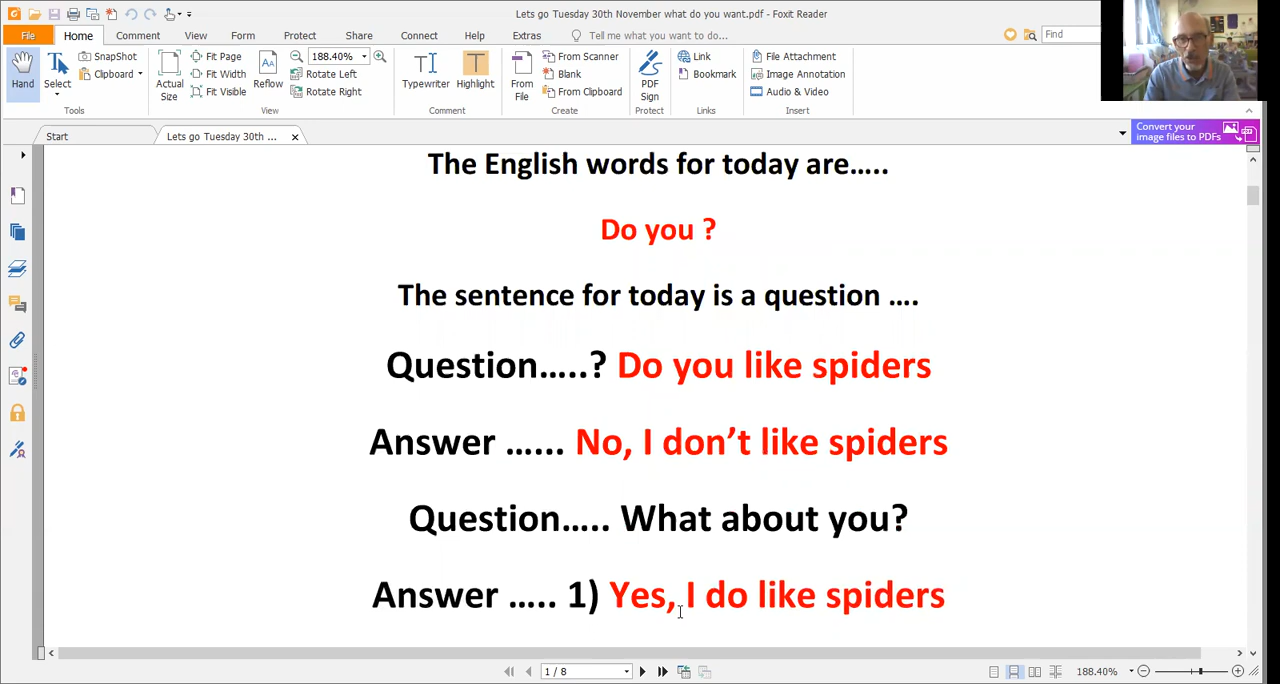 Lets go Tuesday 30th November what do you want.pdf - Foxit Reader
File Home Comment View Form Protect Share Connect Help Extras Tell me what you want to do... Find
Hand Select SnapShot Clipboard Actual Size Fit Page Fit Width Fit Visible Reflow 188.40% Rotate Left Rotate Right Typewriter Highlight From File From Scanner Blank From Clipboard PDF Sign Link Bookmark File Attachment Image Annotation Audio & Video
Tools View Comment Create Protect Links Insert
Start Lets go Tuesday 30th ... Convert your image files to PDFs
The English words for today are.....
Do you ?
The sentence for today is a question ....
Question.....? Do you like spiders
Answer ...... No, I don't like spiders
Question..... What about you?
Answer ..... 1) Yes, I do like spiders
1 / 8 188.40%